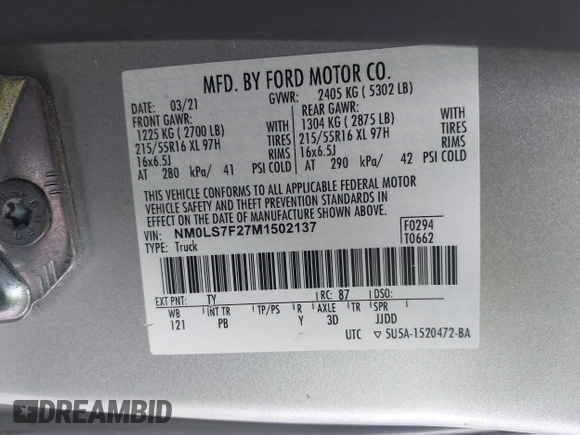 MFD. BY FORD MOTOR CO.
DATE: 03/21 GVWR: 2405 KG ( 5302 LB)
FRONT GAWR: REAR GAWR:
1225 KG ( 2700 LB) WITH 1304 KG ( 2875 LB) WITH
215/55R16 XL 97H TIRES 215/55R16 XL 97H TIRES
16x6.5J RIMS 16x6.5J RIMS
AT 280 kPa/ 41 PSI COLD AT 290 kPa/ 42 PSI COLD
THIS VEHICLE CONFORMS TO ALL APPLICABLE FEDERAL MOTOR
VEHICLE SAFETY AND THEFT PREVENTION STANDARDS IN
EFFECT ON THE DATE OF MANUFACTURE SHOWN ABOVE.
VIN: NM0LS7F27M1502137 F0294
TYPE: Truck T0662
EXT PNT: TY RC: 87 DSO:
WB INT TR TP/PS R AXLE TR SPR
121 PB Y 3D JJDD
UTC ▽5U5A-1520472-BA
DREAMBID